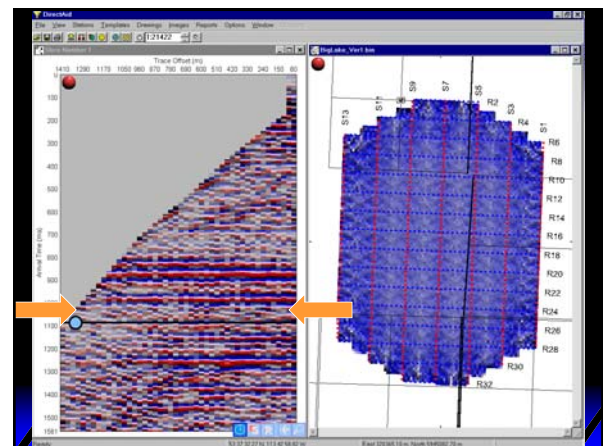 DirectAid
File View Stations Templates Drawings Images Reports Options Window
1:21422
BigLake_Ver1.bm
Trace Offset (m)
1410 1290 1170 1050 960 870 780 690 600 510 420 330 240 150 60
0
100
200
300
400
500
600
700
800
900
1100
1200
1300
1400
1500
1581
Arrival Time (ms)
S13 S11 S9 S7 S5 S3 S1
R2
R4
R6
R8
R10
R12
R14
R16
R18
R20
R22
R24
R26
R28
R30
R32
Ready